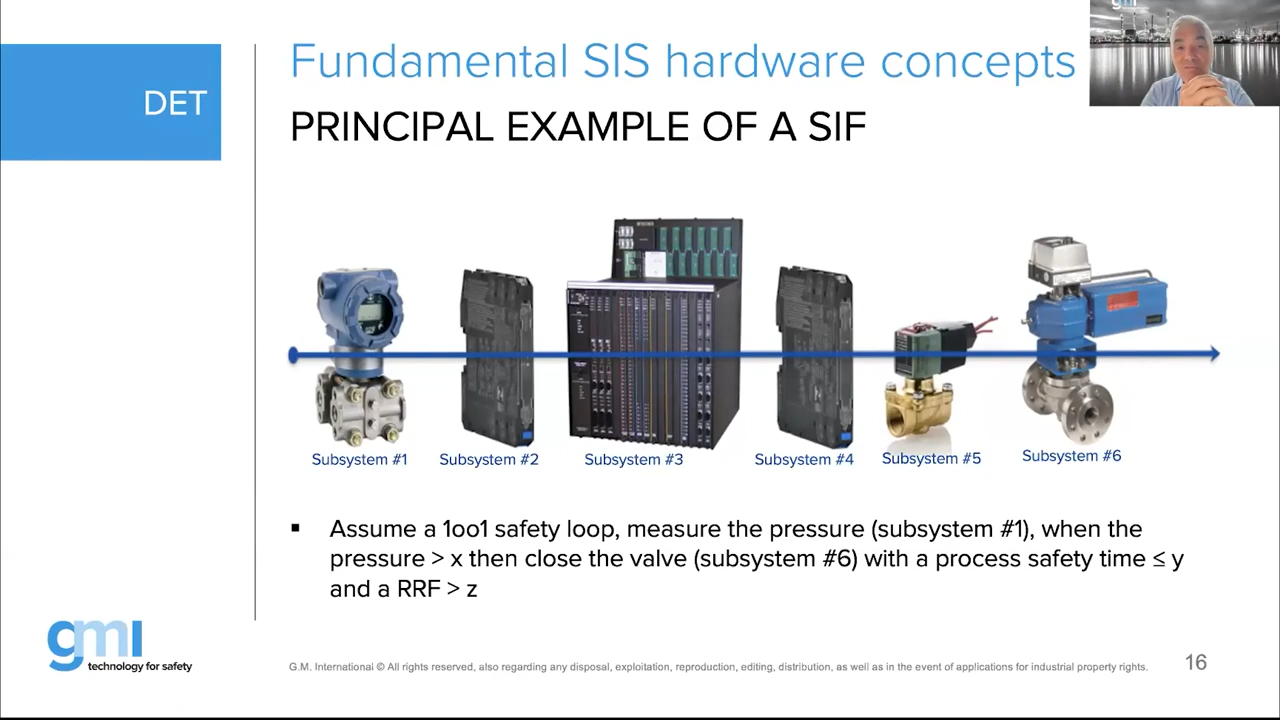 gml
Fundamental SIS hardware concepts
DET
PRINCIPAL EXAMPLE OF A SIF
Subsystem #1
Subsystem #2
Subsystem #3
Subsystem #4
Subsystem #5
Subsystem #6
▪ Assume a 1oo1 safety loop, measure the pressure (subsystem #1), when the
pressure > x then close the valve (subsystem #6) with a process safety time ≤ y
and a RRF > z
gmI
technology for safety
G.M. International © All rights reserved, also regarding any disposal, exploitation, reproduction, editing, distribution, as well as in the event of applications for industrial property rights.
16